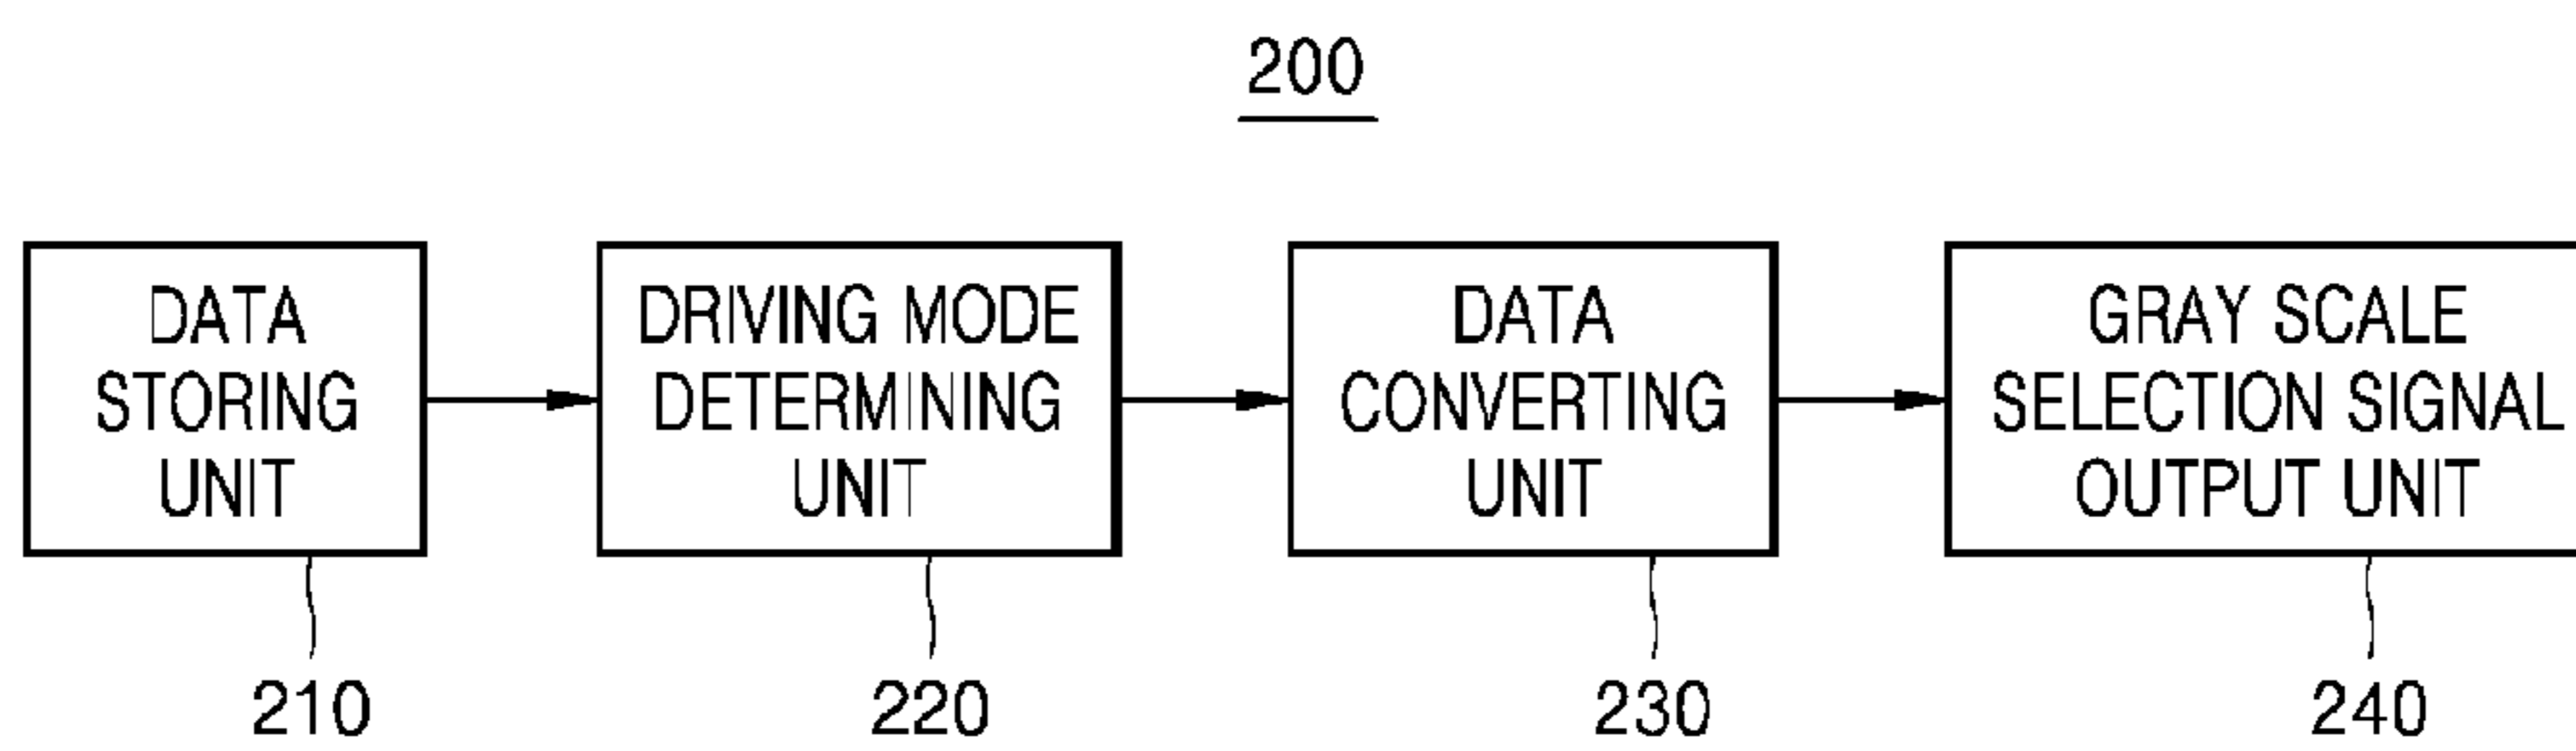 200
DATA
STORING
UNIT
DRIVING MODE
DETERMINING
UNIT
DATA
CONVERTING
UNIT
GRAY SCALE
SELECTION SIGNAL
OUTPUT UNIT
210
220
230
240